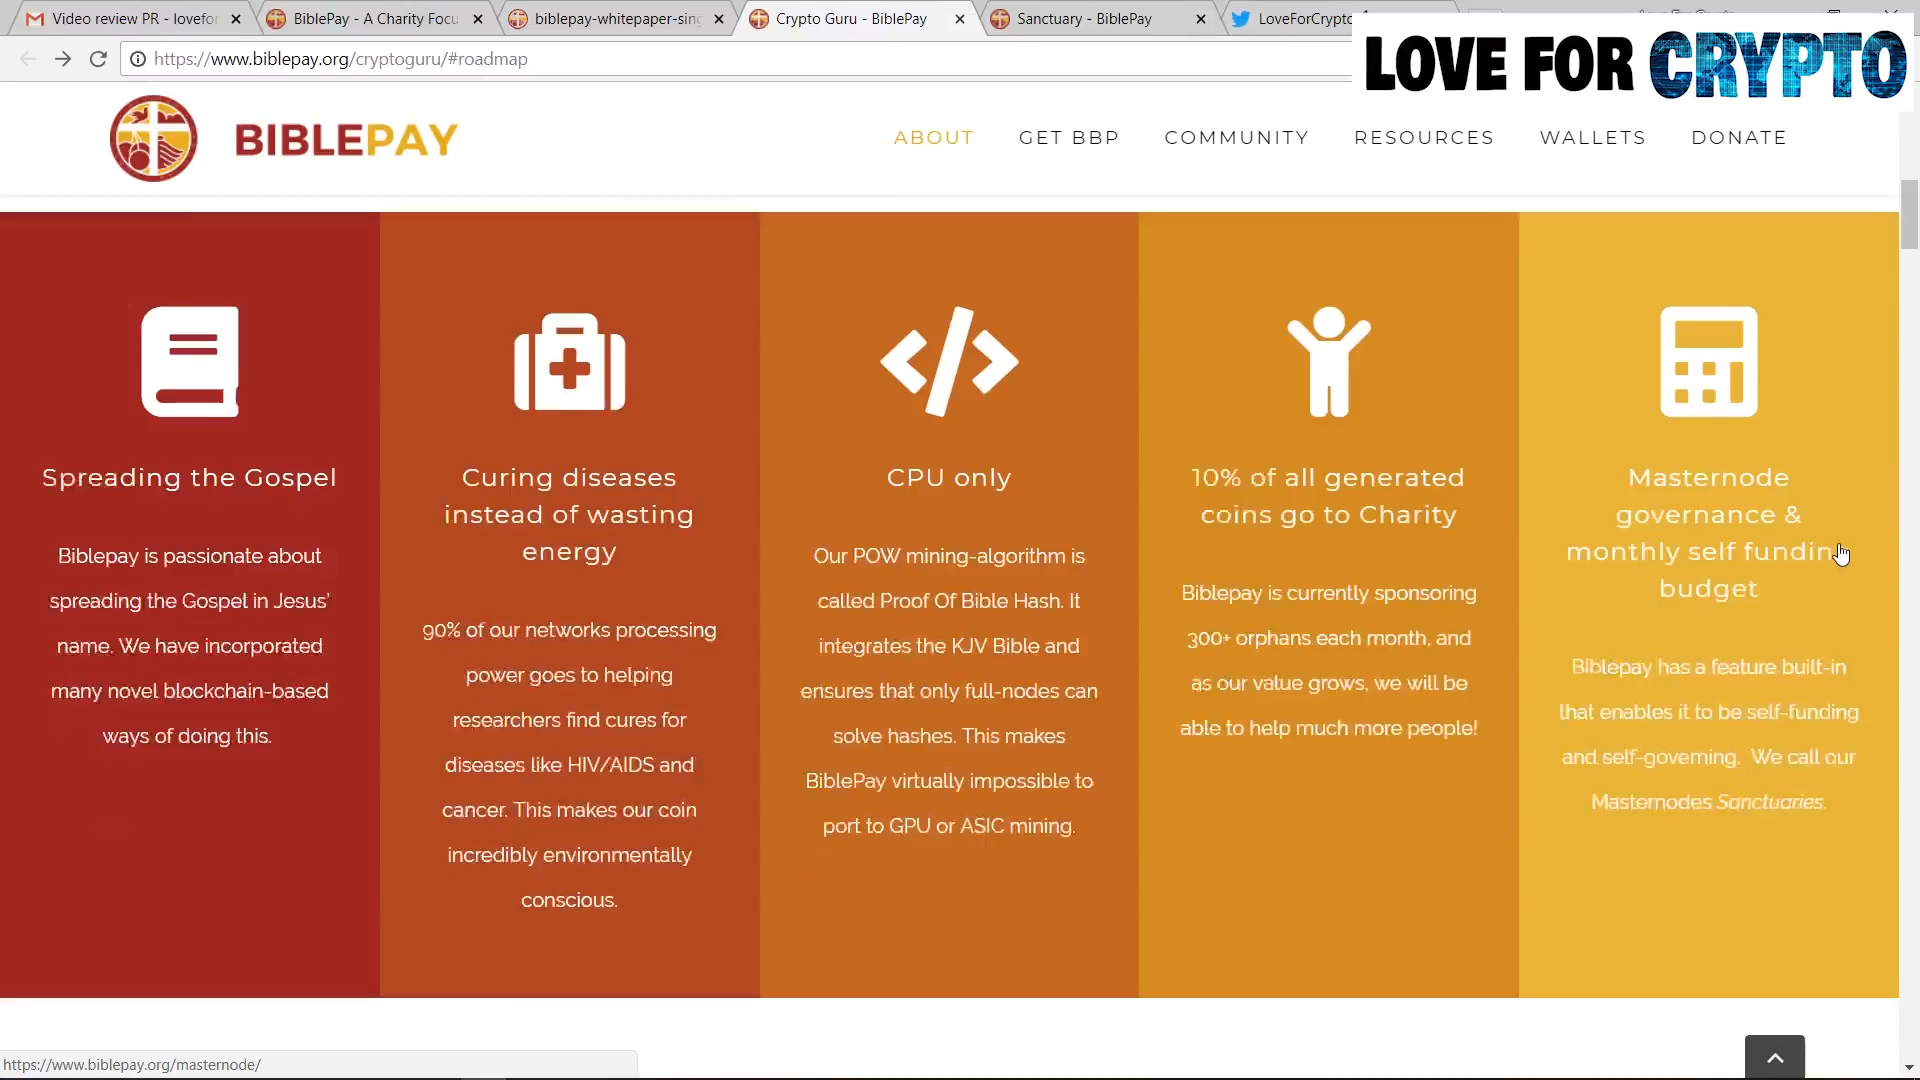 Video review PR - lovefor
BiblePay - A Charity Focu
biblepay-whitepaper-sing
Crypto Guru - BiblePay
Sanctuary - BiblePay
LoveForCrypto
https://www.biblepay.org/cryptoguru/#roadmap
LOVE FOR CRYPTO
BIBLEPAY
ABOUT
GET BBP
COMMUNITY
RESOURCES
WALLETS
DONATE
Spreading the Gospel
Biblepay is passionate about
spreading the Gospel in Jesus’
name. We have incorporated
many novel blockchain-based
ways of doing this.
Curing diseases
instead of wasting
energy
90% of our networks processing
power goes to helping
researchers find cures for
diseases like HIV/AIDS and
cancer. This makes our coin
incredibly environmentally
conscious.
CPU only
Our POW mining-algorithm is
called Proof Of Bible Hash. It
integrates the KJV Bible and
ensures that only full-nodes can
solve hashes. This makes
BiblePay virtually impossible to
port to GPU or ASIC mining.
10% of all generated
coins go to Charity
Biblepay is currently sponsoring
300+ orphans each month, and
as our value grows, we will be
able to help much more people!
Masternode
governance &
monthly self funding
budget
Biblepay has a feature built-in
that enables it to be self-funding
and self-governing. We call our
Masternodes Sanctuaries.
https://www.biblepay.org/masternode/